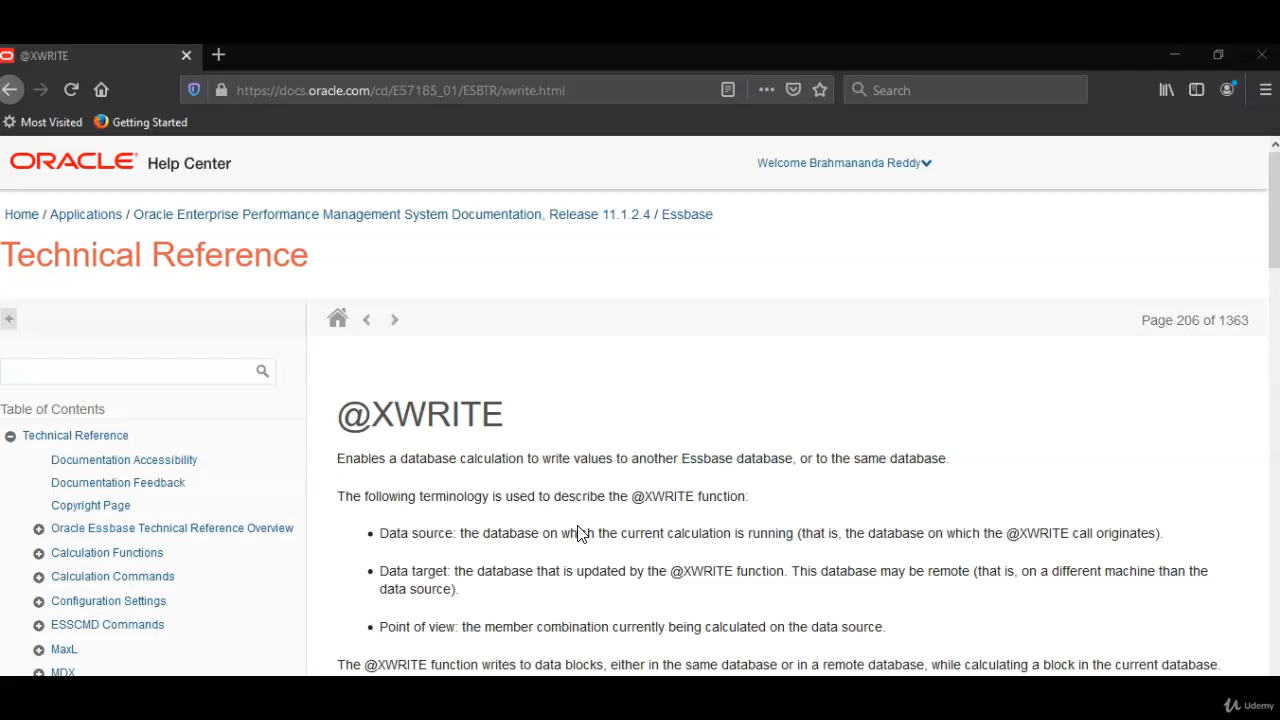 @XWRITE
https://docs.oracle.com/cd/E57185_01/ESBTR/xwrite.html
Search
Most Visited
Getting Started
ORACLE Help Center
Welcome Brahmananda Reddy
Home / Applications / Oracle Enterprise Performance Management System Documentation, Release 11.1.2.4 / Essbase
Technical Reference
Page 206 of 1363
Table of Contents
Technical Reference
Documentation Accessibility
Documentation Feedback
Copyright Page
Oracle Essbase Technical Reference Overview
Calculation Functions
Calculation Commands
Configuration Settings
ESSCMD Commands
MaxL
MDX
@XWRITE
Enables a database calculation to write values to another Essbase database, or to the same database.
The following terminology is used to describe the @XWRITE function:
• Data source: the database on which the current calculation is running (that is, the database on which the @XWRITE call originates).
• Data target: the database that is updated by the @XWRITE function. This database may be remote (that is, on a different machine than the
data source).
• Point of view: the member combination currently being calculated on the data source.
The @XWRITE function writes to data blocks, either in the same database or in a remote database, while calculating a block in the current database.
Udemy